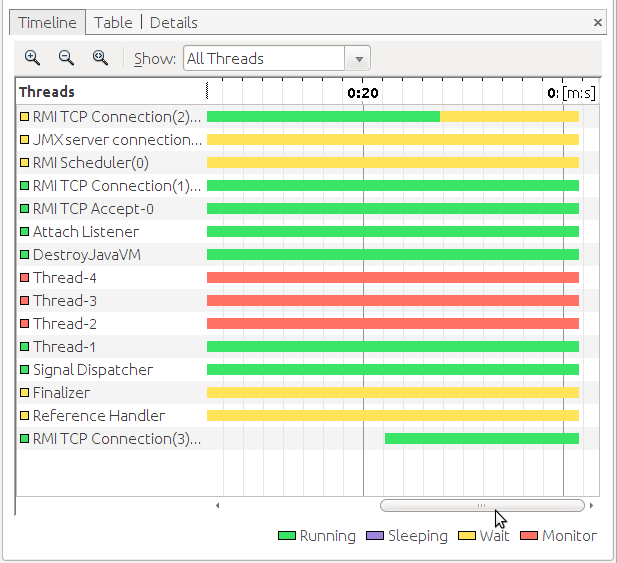 Timeline Table Details
Show: All Threads
Threads 0:20 0: [m:s]
RMI TCP Connection(2)...
JMX server connection...
RMI Scheduler(0)
RMI TCP Connection(1)...
RMI TCP Accept-0
Attach Listener
DestroyJavaVM
Thread-4
Thread-3
Thread-2
Thread-1
Signal Dispatcher
Finalizer
Reference Handler
RMI TCP Connection(3)...
Running Sleeping Wait Monitor